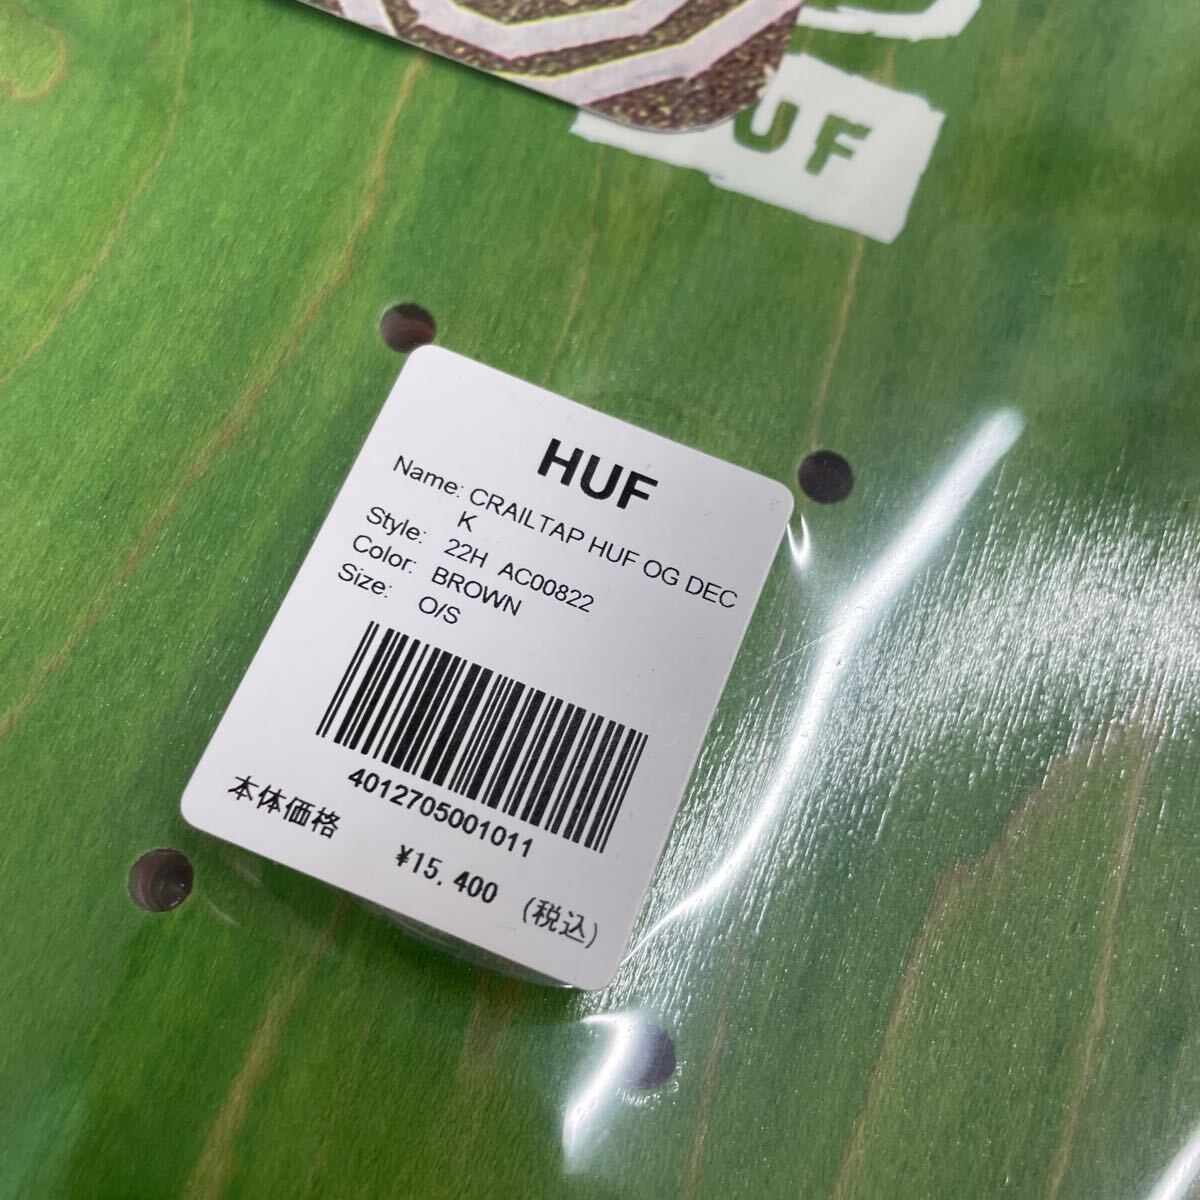 UF
HUF
Name: CRAILTAP HUF OG DEC
K
Style: 22H AC00822
Color: BROWN
Size: O/S
4012705001011
本体価格 ¥15,400 (税込)